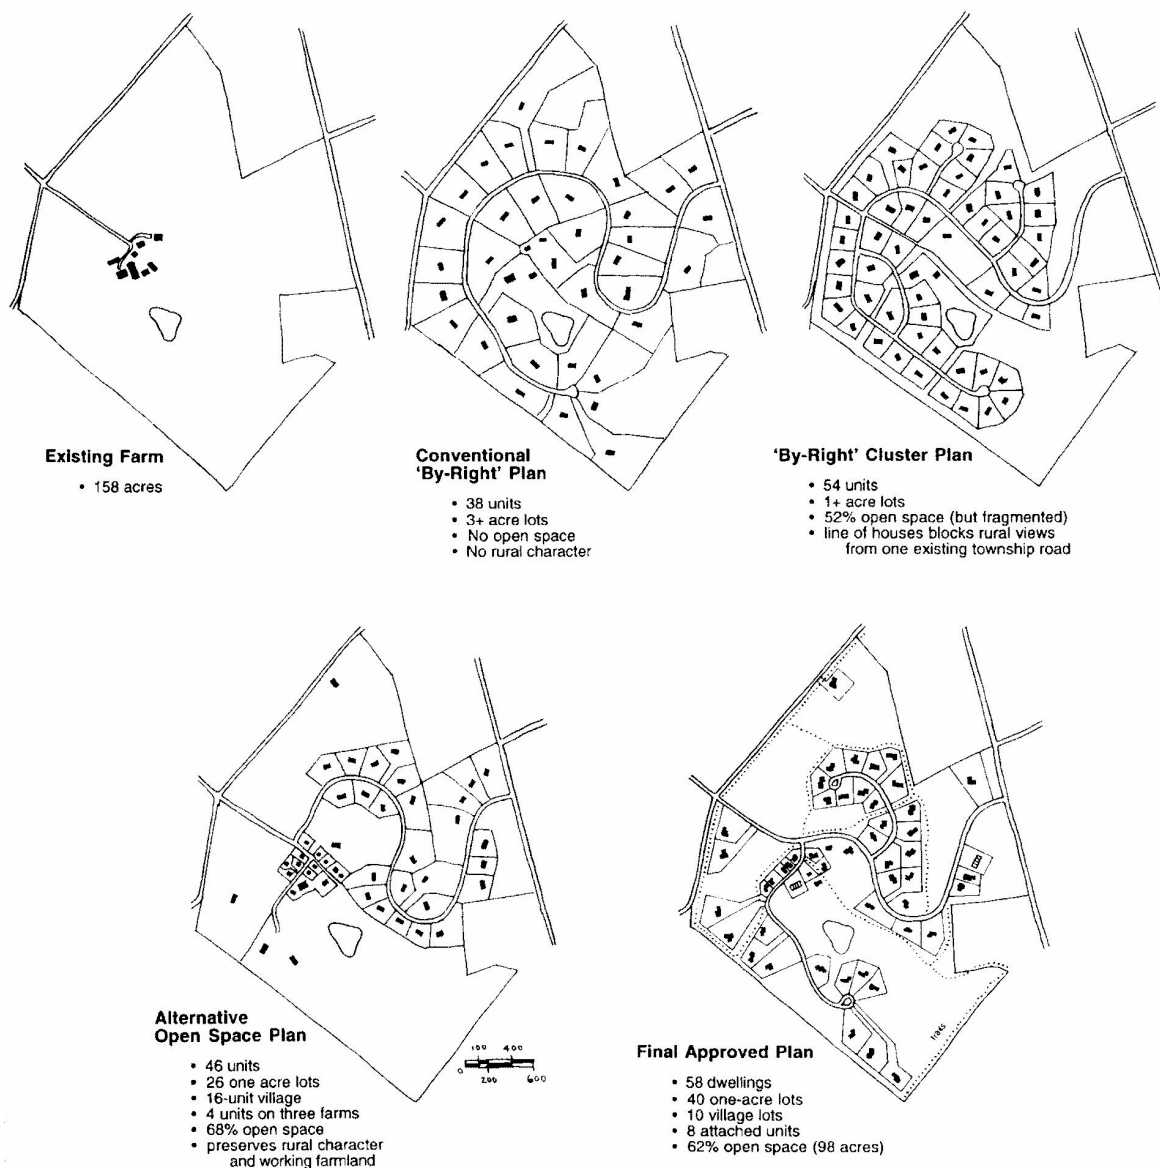 Existing Farm
• 158 acres
Conventional
'By-Right' Plan
• 38 units
• 3+ acre lots
• No open space
• No rural character
'By-Right' Cluster Plan
• 54 units
• 1+ acre lots
• 52% open space (but fragmented)
• line of houses blocks rural views
from one existing township road
Alternative
Open Space Plan
• 46 units
• 26 one acre lots
• 16-unit village
• 4 units on three farms
• 68% open space
• preserves rural character
and working farmland
100 400
0 200 600
trails
Final Approved Plan
• 58 dwellings
• 40 one-acre lots
• 10 village lots
• 8 attached units
• 62% open space (98 acres)